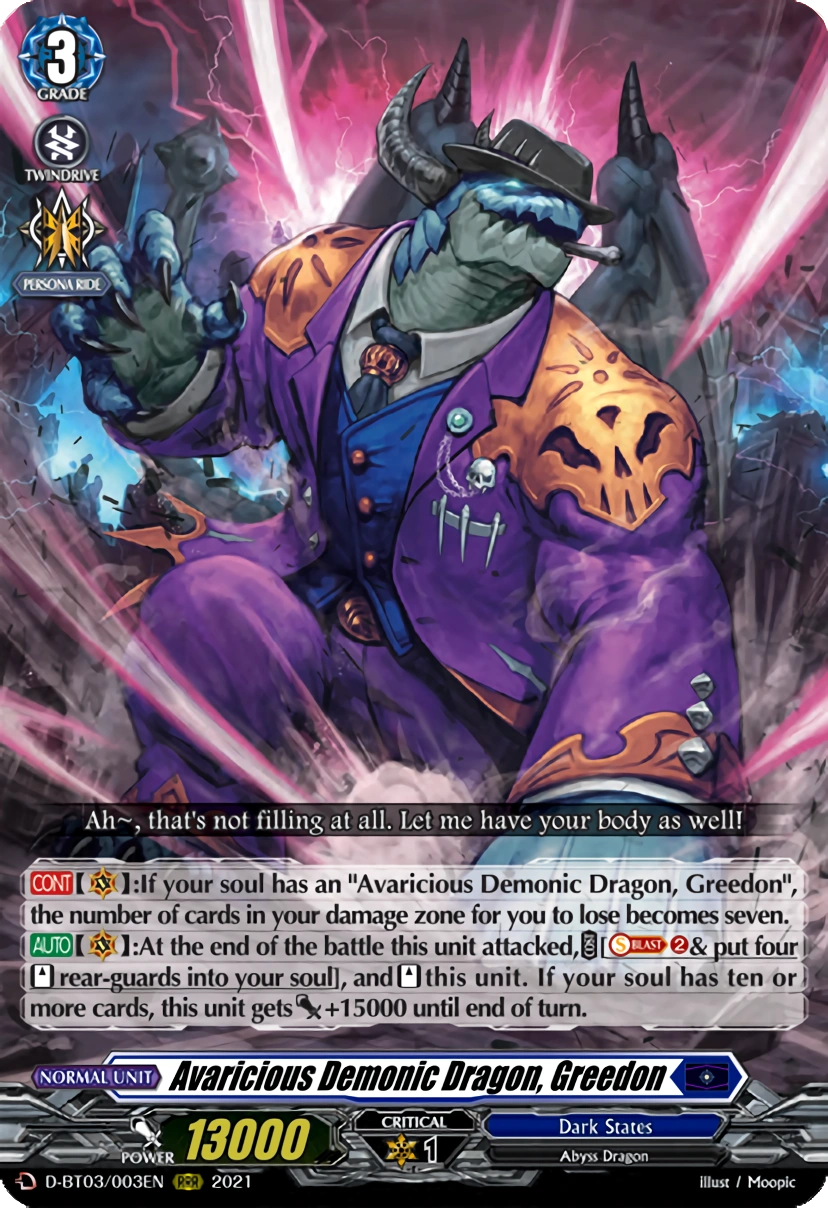 3
GRADE
TWINDRIVE
PERSONA RIDE
Ah~, that's not filling at all. Let me have your body as well!
CONT【 】:If your soul has an "Avaricious Demonic Dragon, Greedon",
the number of cards in your damage zone for you to lose becomes seven.
AUTO【 】:At the end of the battle this unit attacked, [S BLAST 2 & put four
rear-guards into your soul], and this unit. If your soul has ten or
more cards, this unit gets +15000 until end of turn.
NORMAL UNIT Avaricious Demonic Dragon, Greedon
POWER 13000 CRITICAL 1 Dark States
Abyss Dragon
D-BT03/003EN RRR 2021 illust / Moopic